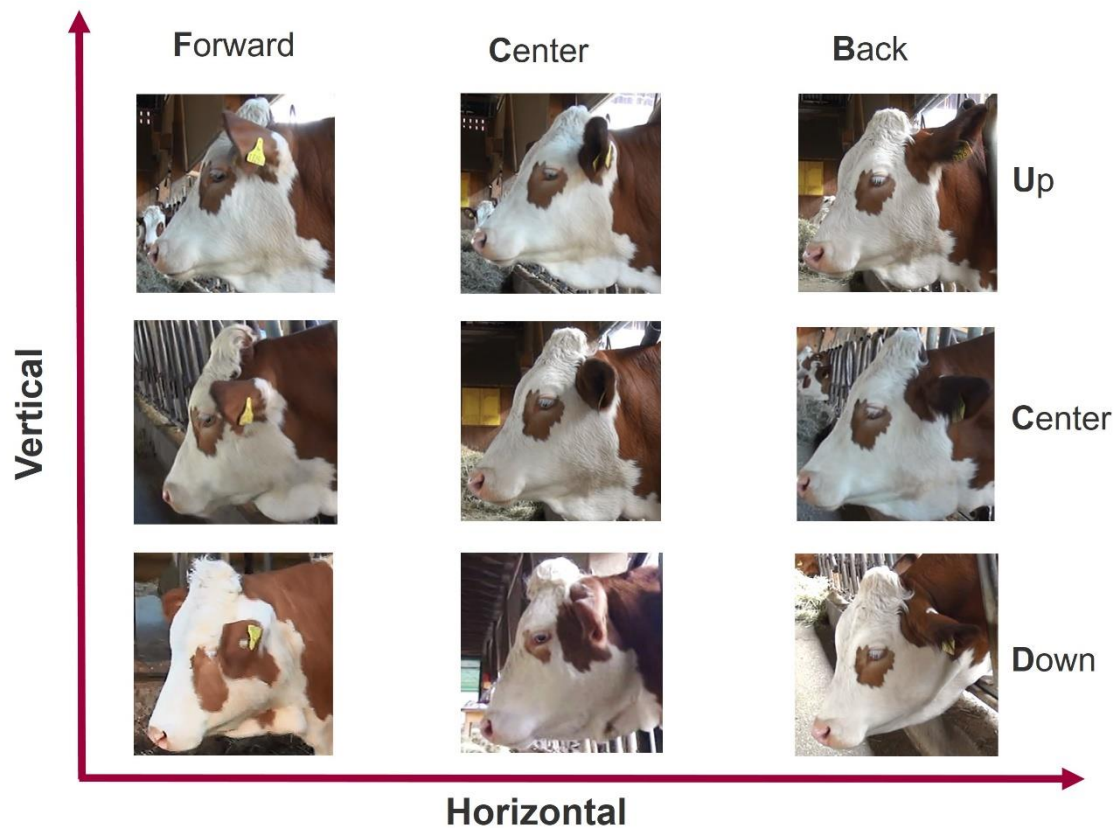 Forward
Center
Back
Up
Vertical
Center
Down
Horizontal